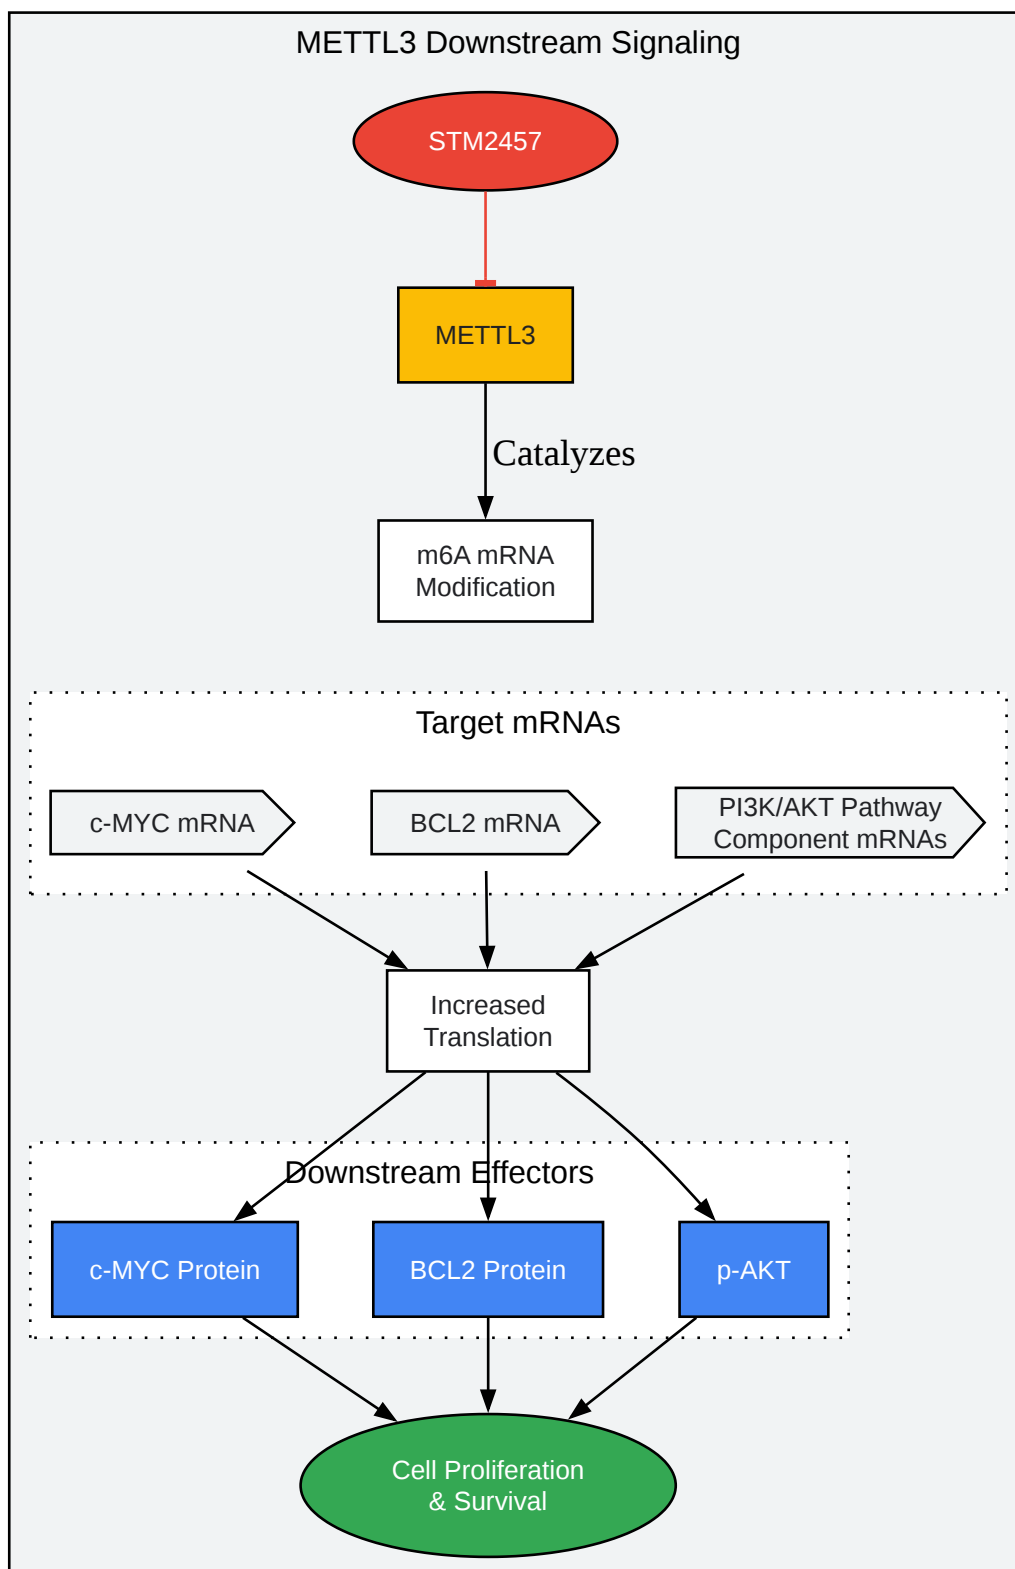 METTL3 Downstream Signaling
STM2457
METTL3
Catalyzes
m6A mRNA
Modification
Target mRNAs
c-MYC mRNA
BCL2 mRNA
PI3K/AKT Pathway
Component mRNAs
Increased
Translation
Downstream Effectors
c-MYC Protein
BCL2 Protein
p-AKT
Cell Proliferation
& Survival